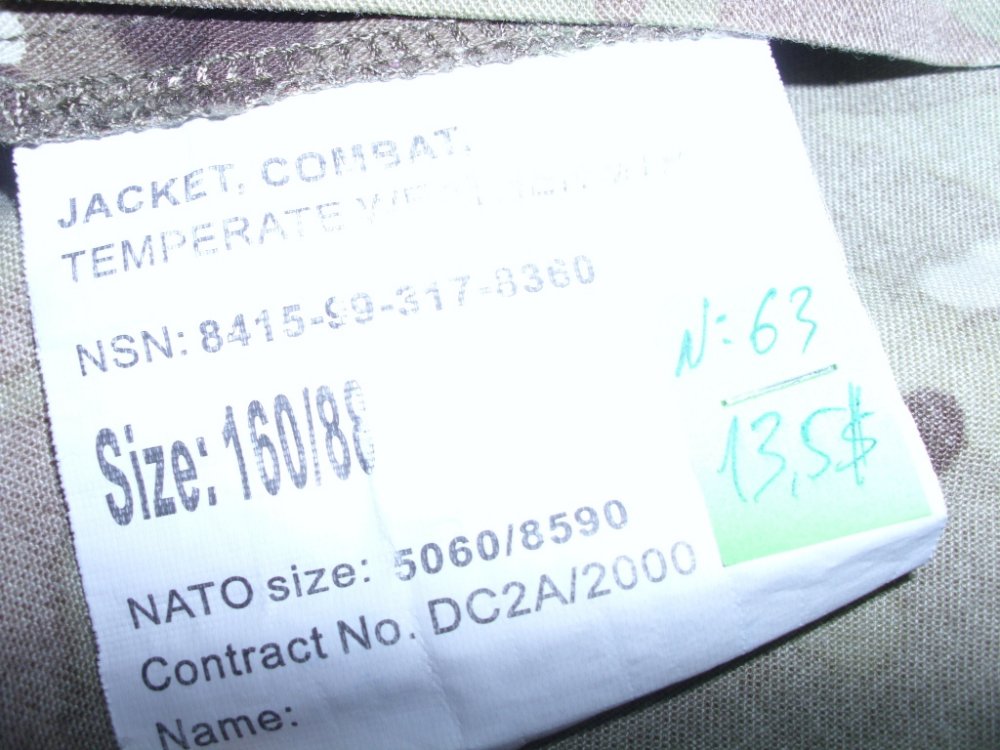 JACKET, COMBAT,
TEMPERATE
NSN: 8415-99-317-8360
Size: 160/88
N: 63
13,5$
NATO size: 5060/8590
Contract No. DC2A/2000
Name: